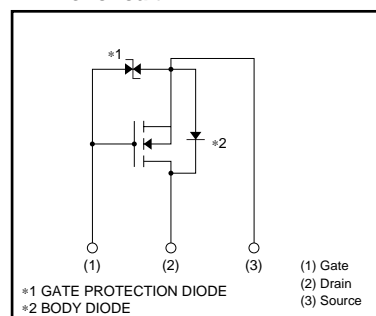 ∗1
∗2
(1) (2) (3)
(1) Gate
(2) Drain
(3) Source
∗1 GATE PROTECTION DIODE
∗2 BODY DIODE